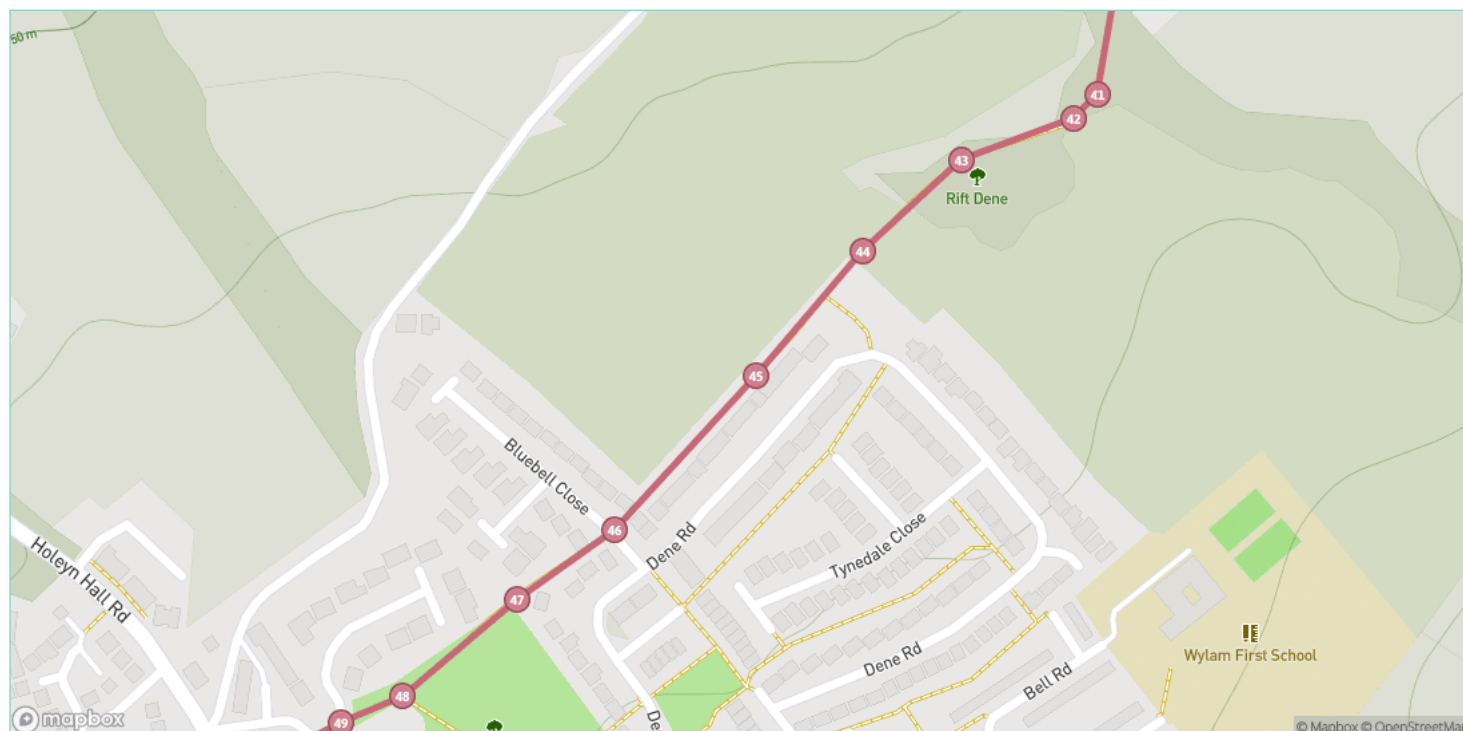 50 m
41
42
43
Rift Dene
44
45
Bluebell Close
46
Dene Rd
Tynedale Close
Holeyn Hall Rd
47
Wylam First School
Dene Rd
Bell Rd
48
49
mapbox
© Mapbox © OpenStreetMap